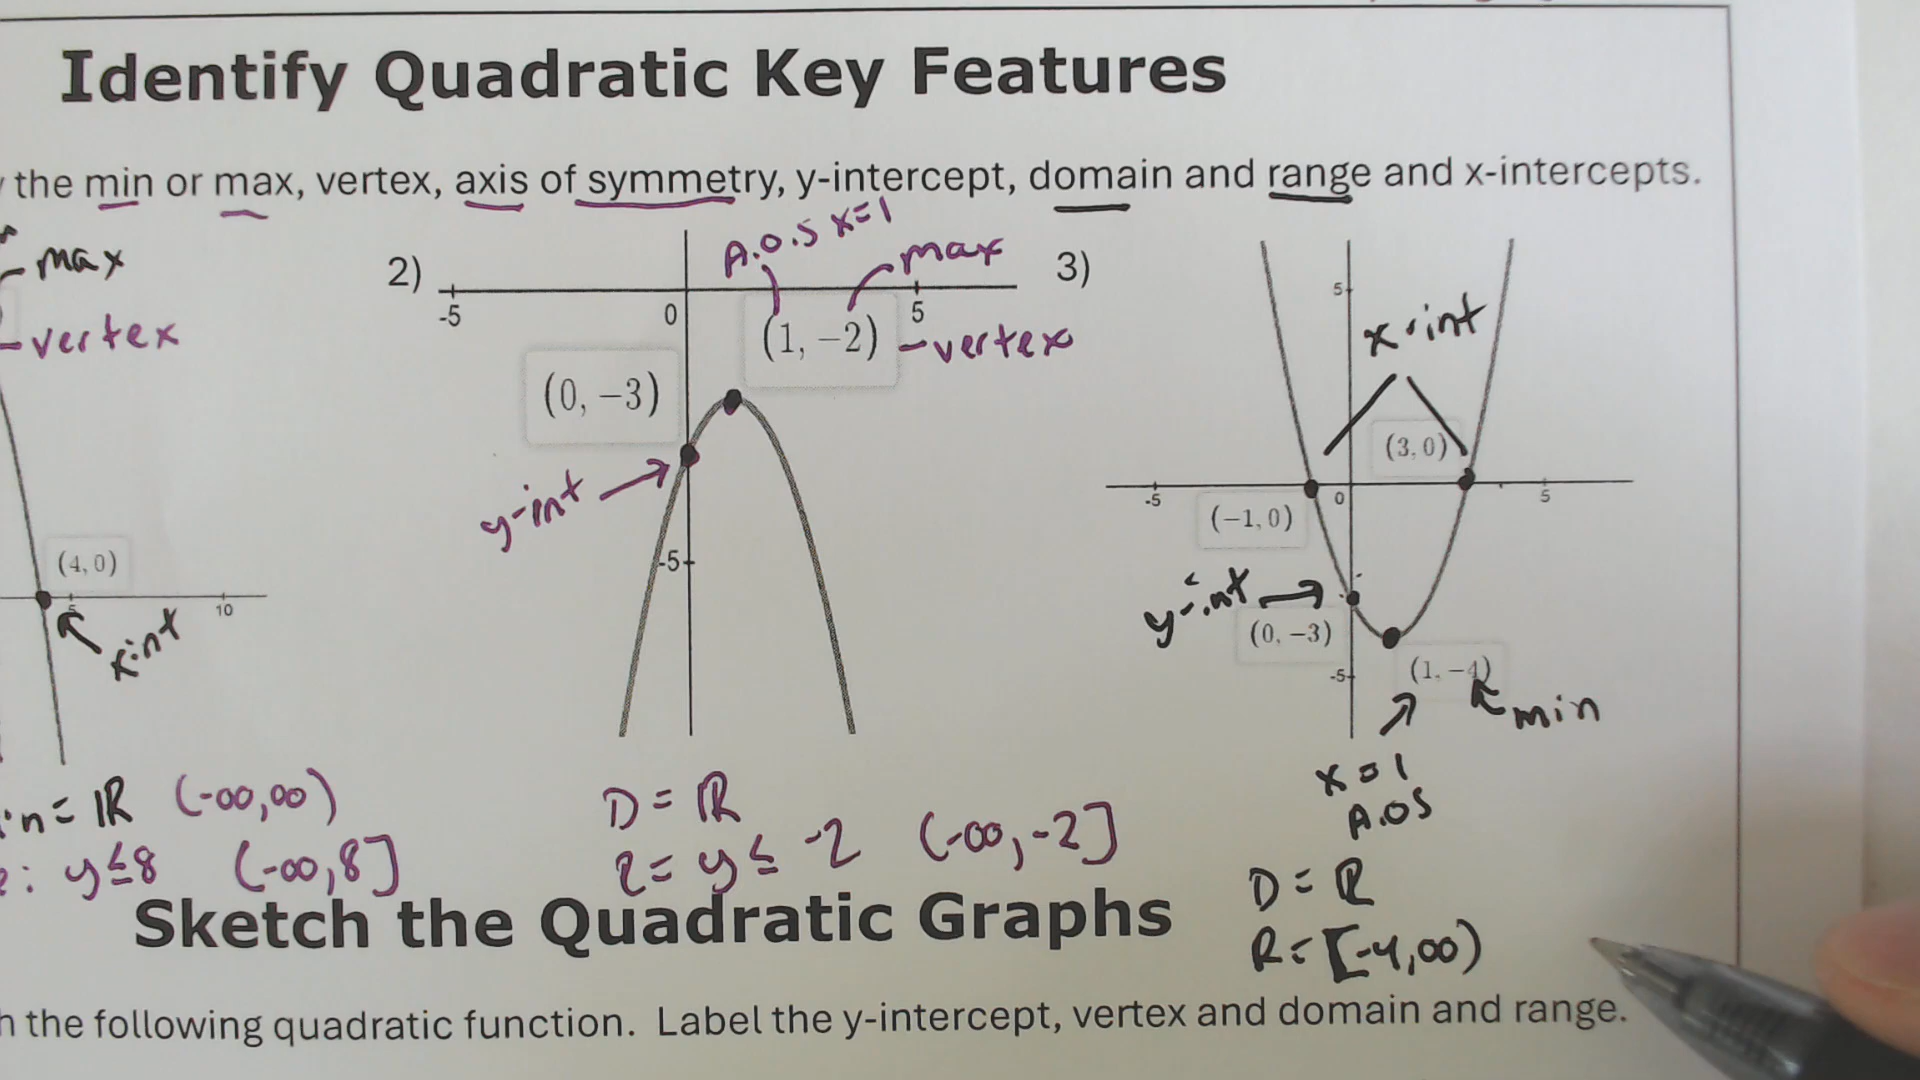 Identify Quadratic Key Features
the min or max, vertex, axis of symmetry, y-intercept, domain and range and x-intercepts.
max
vertex
(4, 0)
5
10
x-int
in = ℝ (-∞,∞)
e: y≤8 (-∞,8]
2)
A.O.S x=1
max
-5
0
5
(1, −2)
vertex
(0, −3)
y-int
-5
D = ℝ
R = y ≤ -2 (-∞,-2]
3)
5
x-int
(3, 0)
-5
0
5
(−1, 0)
y-int
(0, −3)
(1, −4)
-5
min
x = 1
A.OS
D = ℝ
R = [-4,∞)
Sketch the Quadratic Graphs
h the following quadratic function. Label the y-intercept, vertex and domain and range.